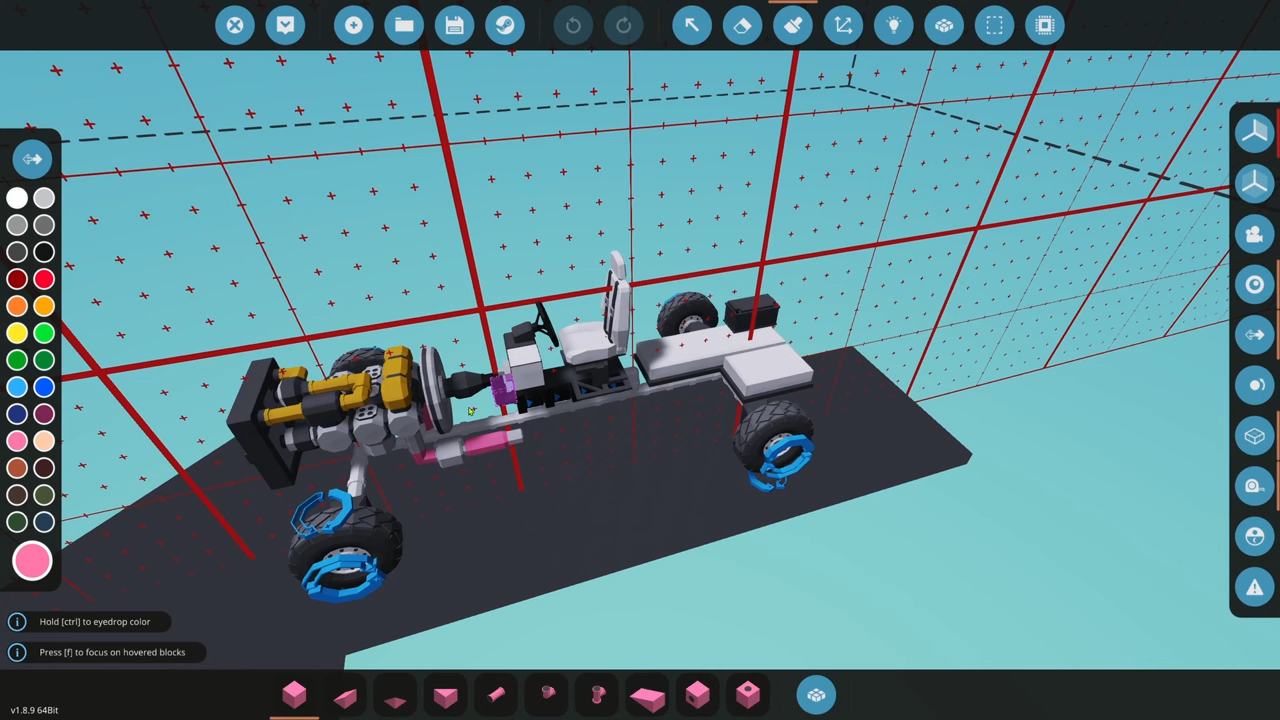 Hold [ctrl] to eyedrop color
Press [f] to focus on hovered blocks
v1.8.9 64Bit